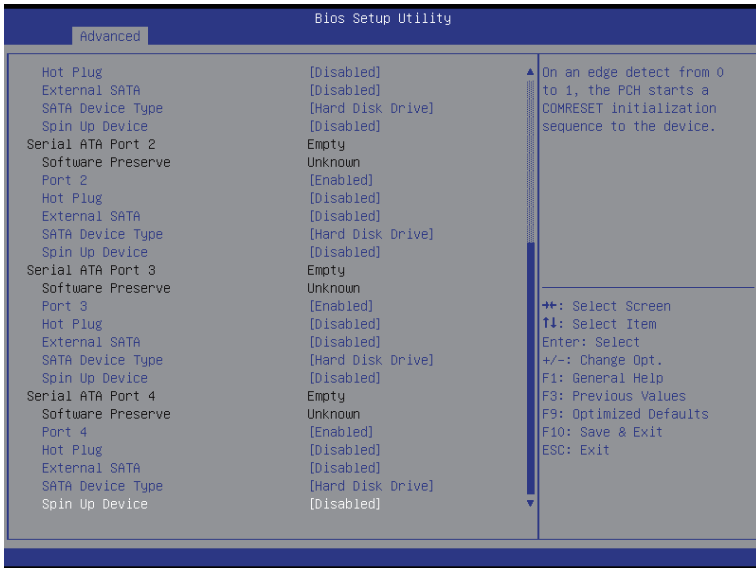 Bios Setup Utility
Advanced
Hot Plug [Disabled]
External SATA [Disabled]
SATA Device Type [Hard Disk Drive]
Spin Up Device [Disabled]
Serial ATA Port 2 Empty
Software Preserve Unknown
Port 2 [Enabled]
Hot Plug [Disabled]
External SATA [Disabled]
SATA Device Type [Hard Disk Drive]
Spin Up Device [Disabled]
Serial ATA Port 3 Empty
Software Preserve Unknown
Port 3 [Enabled]
Hot Plug [Disabled]
External SATA [Disabled]
SATA Device Type [Hard Disk Drive]
Spin Up Device [Disabled]
Serial ATA Port 4 Empty
Software Preserve Unknown
Port 4 [Enabled]
Hot Plug [Disabled]
External SATA [Disabled]
SATA Device Type [Hard Disk Drive]
Spin Up Device [Disabled]
On an edge detect from 0
to 1, the PCH starts a
COMRESET initialization
sequence to the device.
→←: Select Screen
↑↓: Select Item
Enter: Select
+/-: Change Opt.
F1: General Help
F3: Previous Values
F9: Optimized Defaults
F10: Save & Exit
ESC: Exit